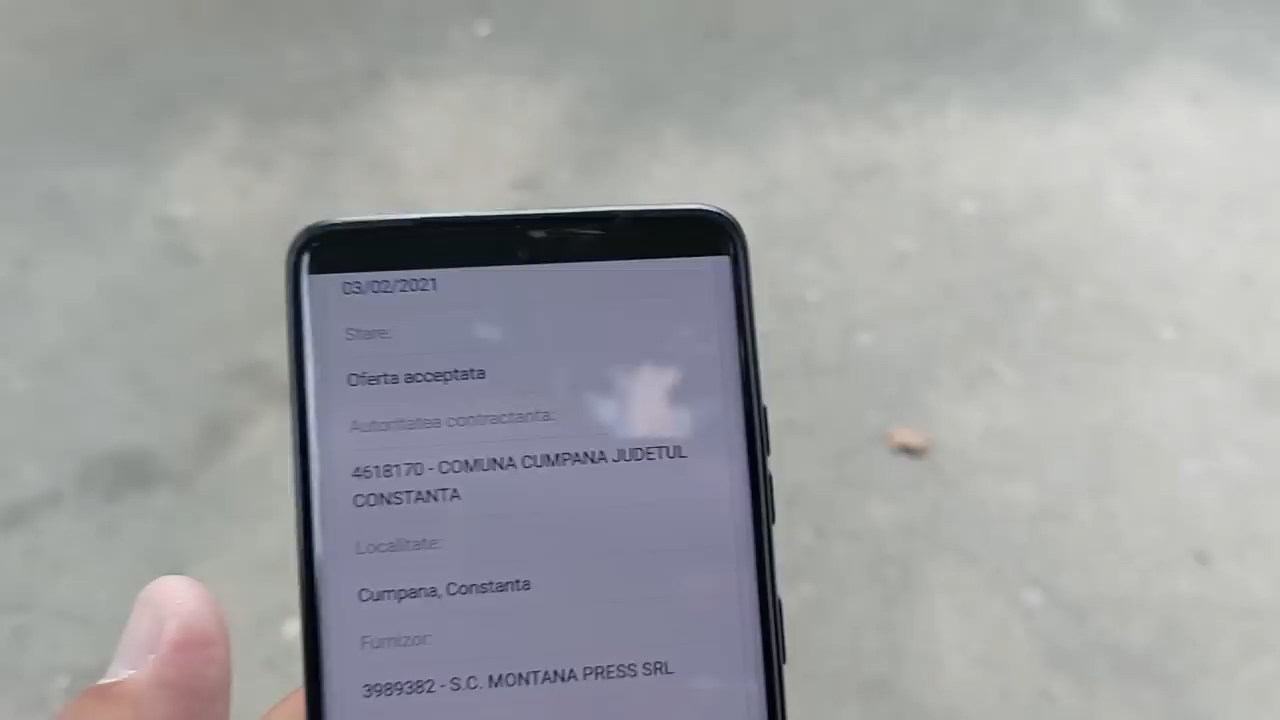 03/02/2021
Stare:
Oferta acceptata
Autoritatea contractanta:
4618170 - COMUNA CUMPANA JUDETUL
CONSTANTA
Localitate:
Cumpana, Constanta
Furnizor:
3989382 - S.C. MONTANA PRESS SRL